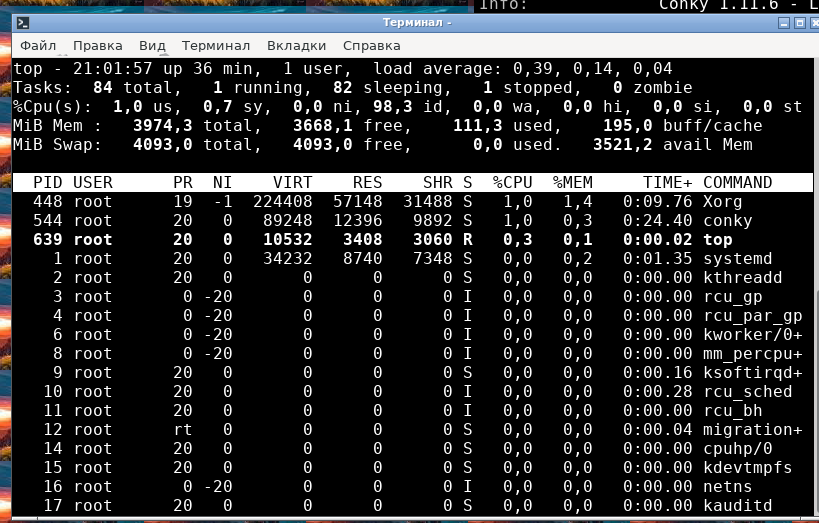 Info:
Conky 1.11.6 - L
Терминал -
Файл Правка Вид Терминал Вкладки Справка
top - 21:01:57 up 36 min,  1 user,  load average: 0,39, 0,14, 0,04
Tasks:  84 total,   1 running,  82 sleeping,   1 stopped,   0 zombie
%Cpu(s):  1,0 us,  0,7 sy,  0,0 ni, 98,3 id,  0,0 wa,  0,0 hi,  0,0 si,  0,0 st
MiB Mem :   3974,3 total,   3668,1 free,    111,3 used,    195,0 buff/cache
MiB Swap:   4093,0 total,   4093,0 free,      0,0 used.   3521,2 avail Mem
PID USER      PR  NI    VIRT    RES    SHR S  %CPU  %MEM     TIME+ COMMAND
448 root      19  -1  224408  57148  31488 S   1,0   1,4   0:09.76 Xorg
544 root      20   0   89248  12396   9892 S   1,0   0,3   0:24.40 conky
639 root      20   0   10532   3408   3060 R   0,3   0,1   0:00.02 top
1 root      20   0   34232   8740   7348 S   0,0   0,2   0:01.35 systemd
2 root      20   0       0      0      0 S   0,0   0,0   0:00.00 kthreadd
3 root       0 -20       0      0      0 I   0,0   0,0   0:00.00 rcu_gp
4 root       0 -20       0      0      0 I   0,0   0,0   0:00.00 rcu_par_gp
6 root       0 -20       0      0      0 I   0,0   0,0   0:00.00 kworker/0+
8 root       0 -20       0      0      0 I   0,0   0,0   0:00.00 mm_percpu+
9 root      20   0       0      0      0 S   0,0   0,0   0:00.16 ksoftirqd+
10 root      20   0       0      0      0 I   0,0   0,0   0:00.28 rcu_sched
11 root      20   0       0      0      0 I   0,0   0,0   0:00.00 rcu_bh
12 root      rt   0       0      0      0 S   0,0   0,0   0:00.04 migration+
14 root      20   0       0      0      0 S   0,0   0,0   0:00.00 cpuhp/0
15 root      20   0       0      0      0 S   0,0   0,0   0:00.00 kdevtmpfs
16 root       0 -20       0      0      0 I   0,0   0,0   0:00.00 netns
17 root      20   0       0      0      0 S   0,0   0,0   0:00.00 kauditd